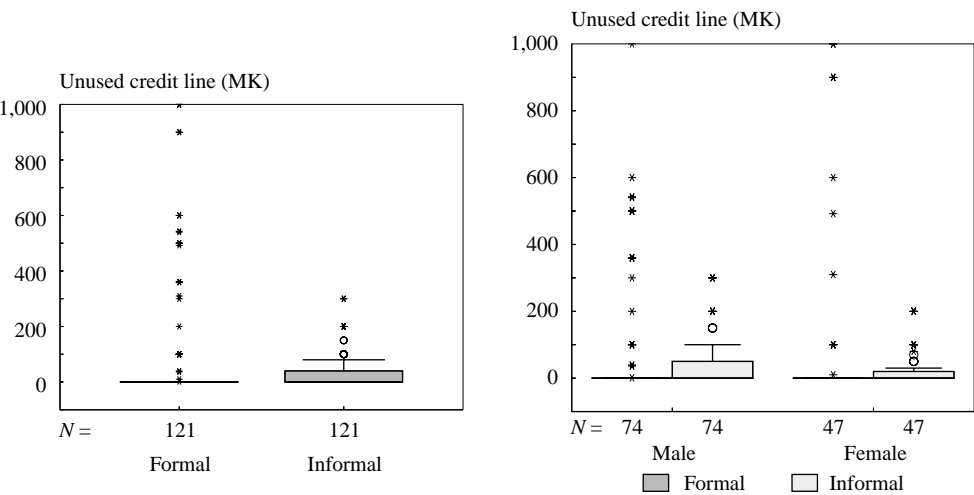 Unused credit line (MK)
1,000
800
600
400
200
0
N = 121 121
Formal Informal
Unused credit line (MK)
1,000
800
600
400
200
0
N = 74 74 47 47
Male Female
Formal Informal